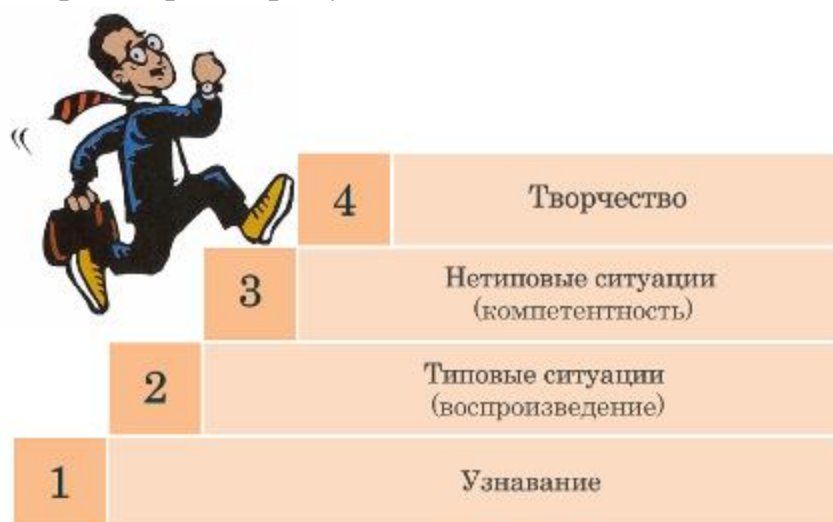 4
Творчество
3
Нетиповые ситуации
(компетентность)
2
Типовые ситуации
(воспроизведение)
1
Узнавание